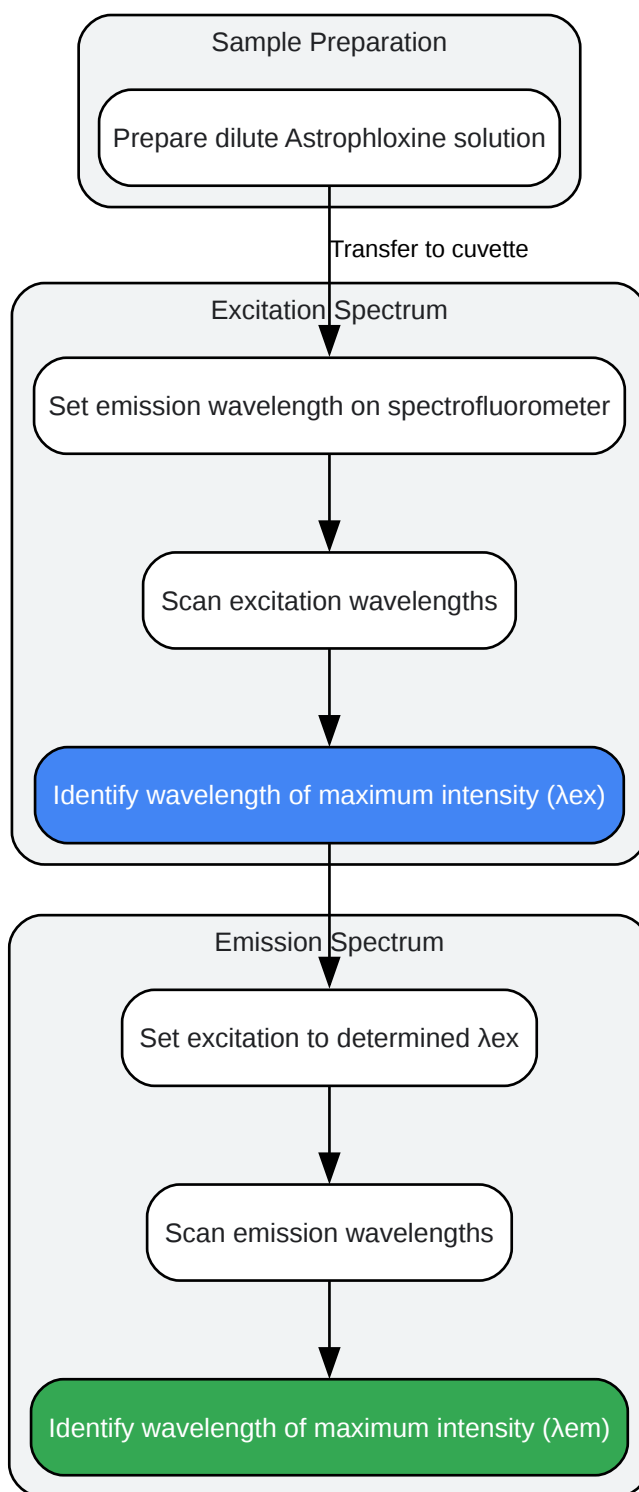 Sample Preparation
Prepare dilute Astrophloxine solution
Transfer to cuvette
Excitation Spectrum
Set emission wavelength on spectrofluorometer
Scan excitation wavelengths
Identify wavelength of maximum intensity (λex)
Emission Spectrum
Set excitation to determined λex
Scan emission wavelengths
Identify wavelength of maximum intensity (λem)